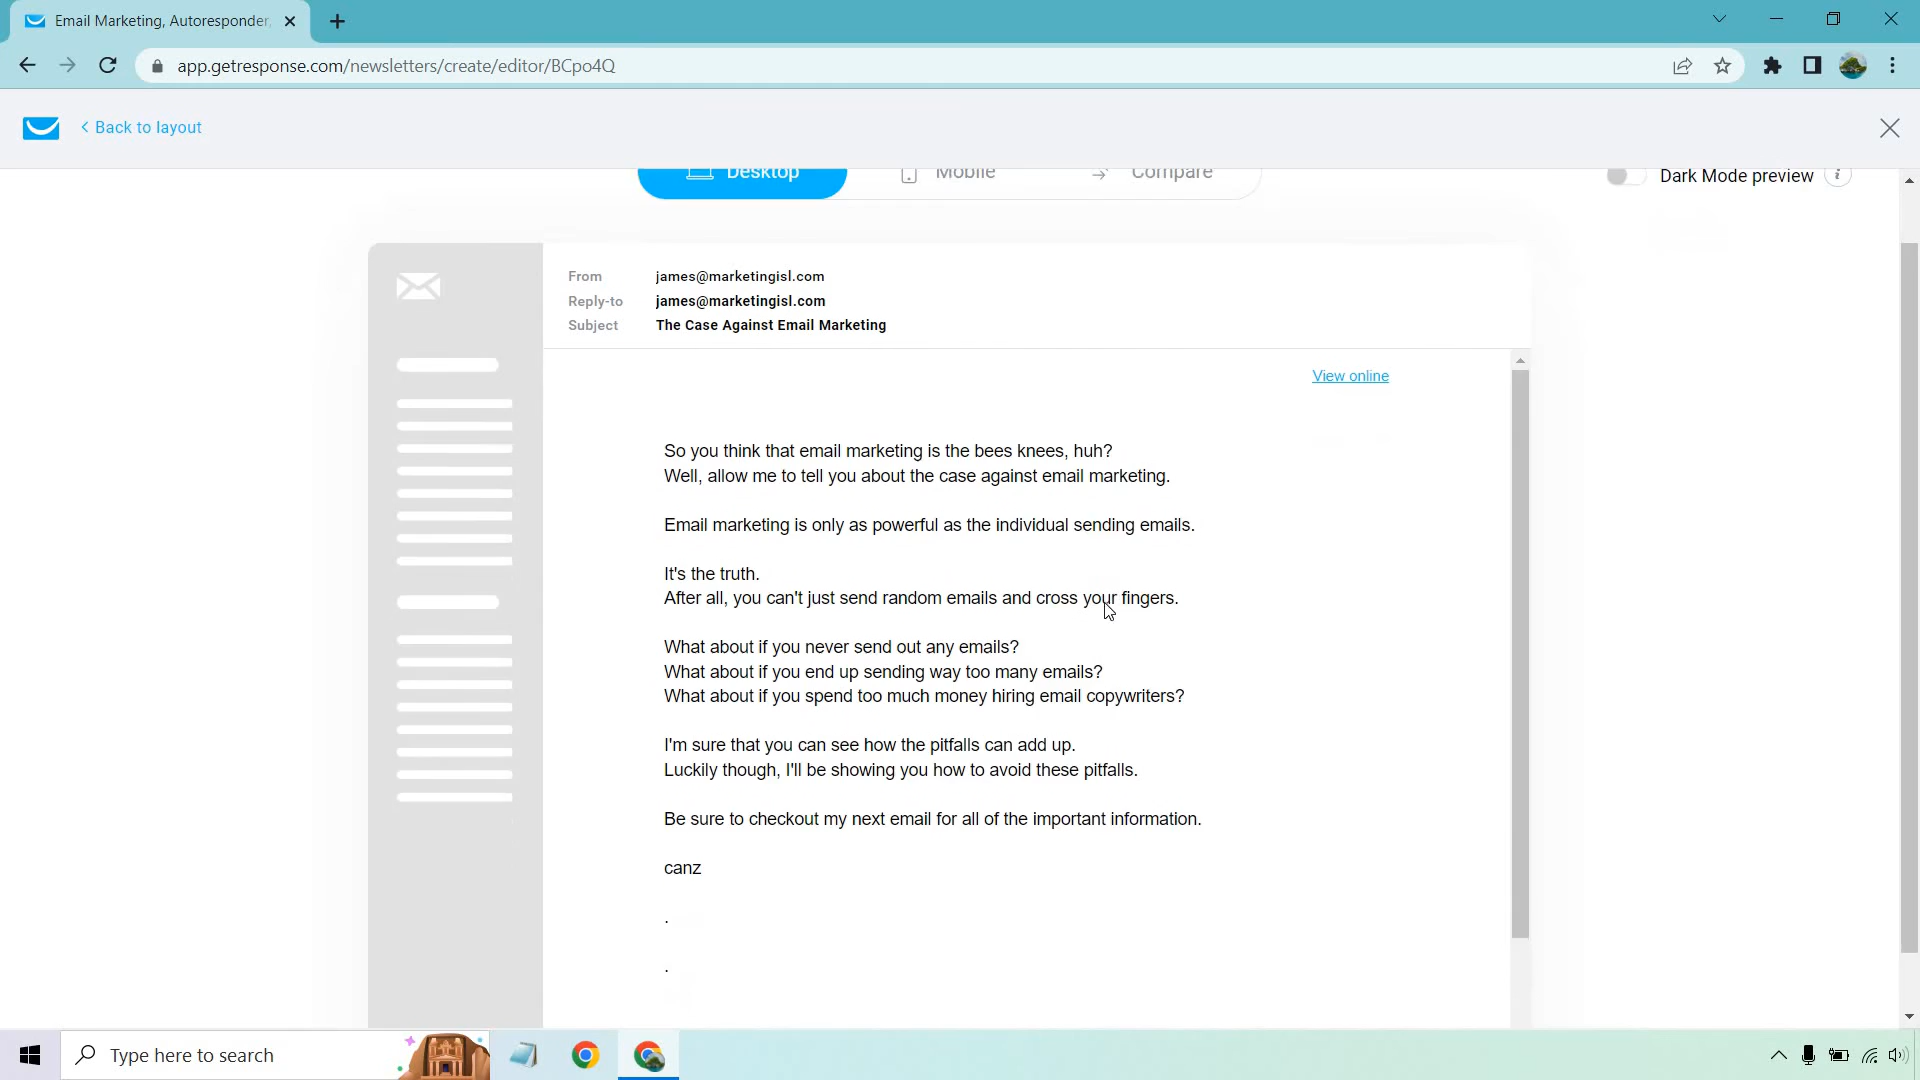 Email Marketing, Autoresponder,
app.getresponse.com/newsletters/create/editor/BCpo4Q
Back to layout
Desktop
Mobile
Compare
Dark Mode preview
From james@marketingisl.com
Reply-to james@marketingisl.com
Subject The Case Against Email Marketing
View online
So you think that email marketing is the bees knees, huh?
Well, allow me to tell you about the case against email marketing.
Email marketing is only as powerful as the individual sending emails.
It's the truth.
After all, you can't just send random emails and cross your fingers.
What about if you never send out any emails?
What about if you end up sending way too many emails?
What about if you spend too much money hiring email copywriters?
I'm sure that you can see how the pitfalls can add up.
Luckily though, I'll be showing you how to avoid these pitfalls.
Be sure to checkout my next email for all of the important information.
canz
.
.
Type here to search